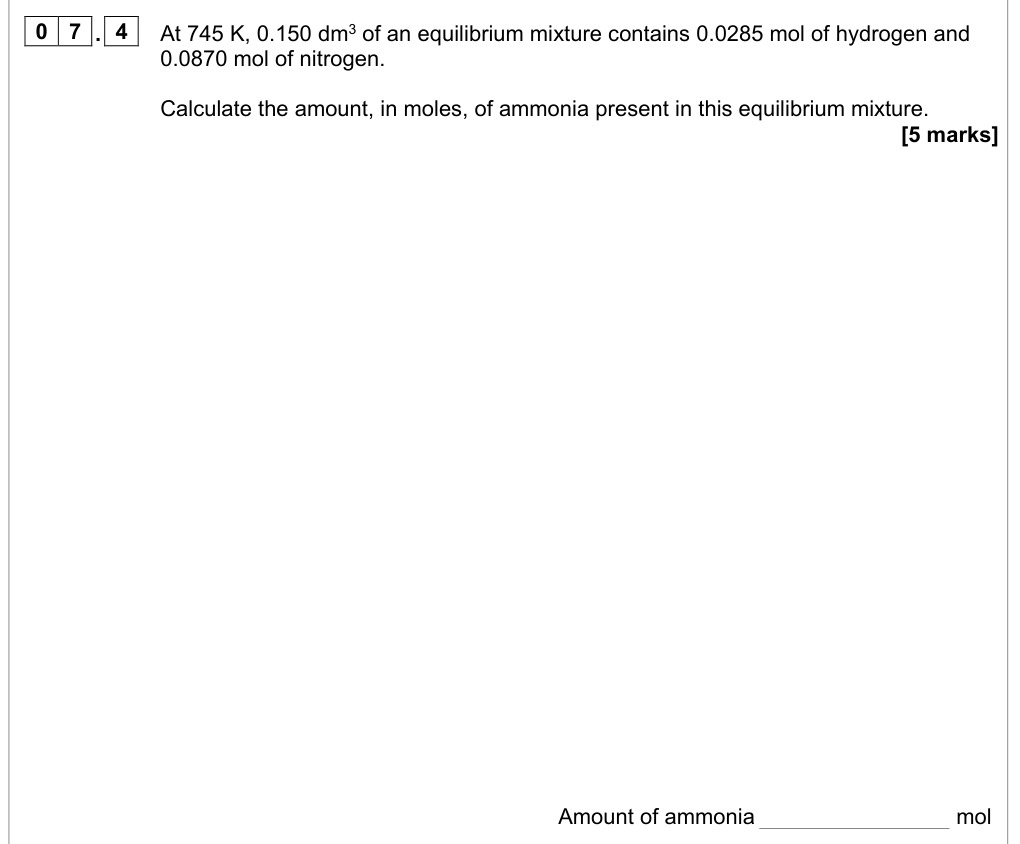 0 7 . 4 At 745 K, 0.150 dm³ of an equilibrium mixture contains 0.0285 mol of hydrogen and
0.0870 mol of nitrogen.
Calculate the amount, in moles, of ammonia present in this equilibrium mixture.
[5 marks]
Amount of ammonia ________________ mol